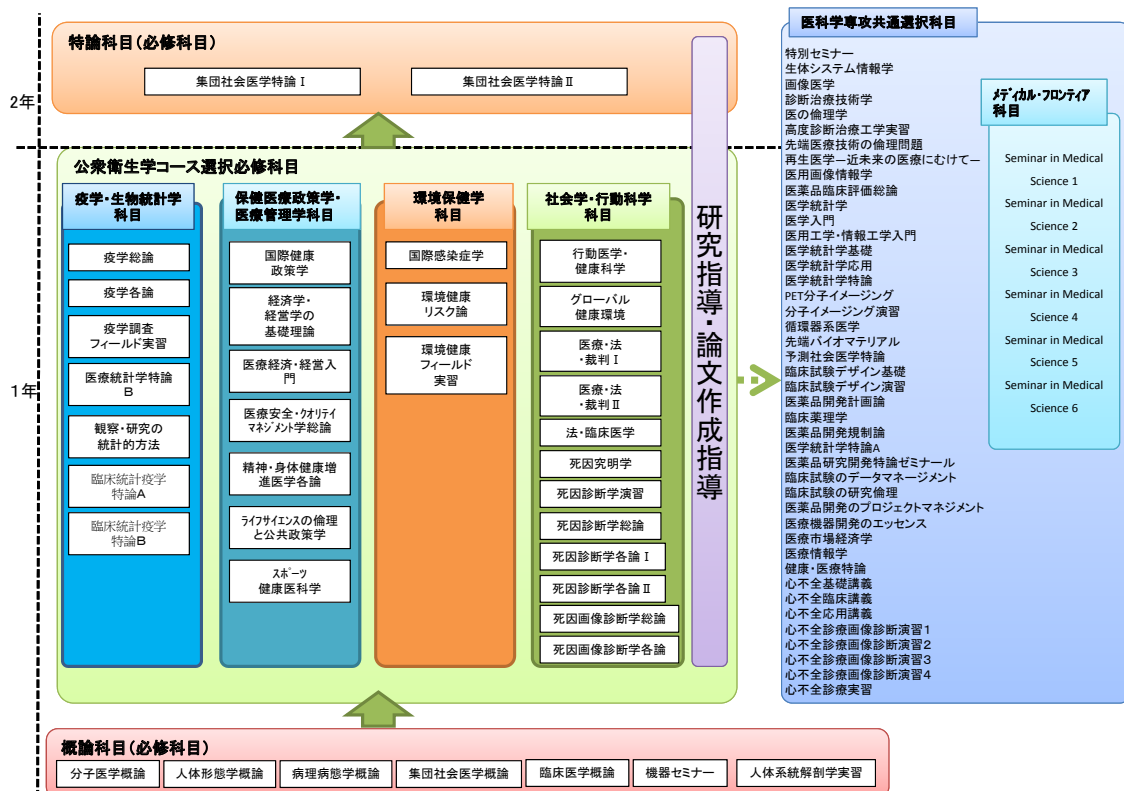 特論科目(必修科目)
集団社会医学特論Ⅰ
集団社会医学特論Ⅱ
2年
1年
公衆衛生学コース選択必修科目
疫学・生物統計学
科目
疫学総論
疫学各論
疫学調査
フィールド実習
医療統計学特論
B
観察・研究の
統計的方法
臨床統計疫学
特論A
臨床統計疫学
特論B
保健医療政策学・
医療管理学科目
国際健康
政策学
経済学・
経営学の
基礎理論
医療経済・経営入
門
医療安全・クオリテイ
マネジメント学総論
精神・身体健康増
進医学各論
ライフサイエンスの倫理
と公共政策学
スポーツ
健康医科学
環境保健学
科目
国際感染症学
環境健康
リスク論
環境健康
フィールド
実習
社会学・行動科学
科目
行動医学・
健康科学
グローバル
健康環境
医療・法
・裁判Ⅰ
医療・法
・裁判Ⅱ
法・臨床医学
死因究明学
死因診断学演習
死因診断学総論
死因診断学各論Ⅰ
死因診断学各論Ⅱ
死因画像診断学総論
死因画像診断学各論
研究指導・論文作成指導
医科学専攻共通選択科目
特別セミナー
生体システム情報学
画像医学
診断治療技術学
医の倫理学
高度診断治療工学実習
先端医療技術の倫理問題
再生医学－近未来の医療にむけて－
医用画像情報学
医薬品臨床評価総論
医学統計学
医学入門
医用工学・情報工学入門
医学統計学基礎
医学統計学応用
医学統計学特論
PET分子イメージング
分子イメージング演習
循環器系医学
先端バイオマテリアル
予測社会医学特論
臨床試験デザイン基礎
臨床試験デザイン演習
医薬品開発計画論
臨床薬理学
医薬品開発規制論
医学統計学特論A
医薬品研究開発特論ゼミナール
臨床試験のデータマネージメント
臨床試験の研究倫理
医薬品開発のプロジェクトマネジメント
医療機器開発のエッセンス
医療市場経済学
医療情報学
健康・医療特論
心不全基礎講義
心不全臨床講義
心不全応用講義
心不全診療画像診断演習1
心不全診療画像診断演習2
心不全診療画像診断演習3
心不全診療画像診断演習4
心不全診療実習
メディカル・フロンティア
科目
Seminar in Medical
Science 1
Seminar in Medical
Science 2
Seminar in Medical
Science 3
Seminar in Medical
Science 4
Seminar in Medical
Science 5
Seminar in Medical
Science 6
概論科目(必修科目)
分子医学概論
人体形態学概論
病理病態学概論
集団社会医学概論
臨床医学概論
機器セミナー
人体系統解剖学実習